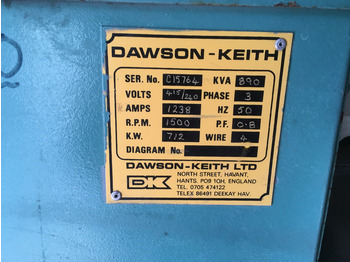 DAWSON-KEITH
SER. No. C15764 KVA 890
VOLTS 415/240 PHASE 3
AMPS 1238 HZ 50
R.P.M. 1500 P.F. 0.8
K.W. 712 WIRE 4
DIAGRAM No.
DAWSON-KEITH LTD
DK
NORTH STREET, HAVANT,
HANTS. PO9 1QH, ENGLAND
TEL. 0705 474122
TELEX 86491 DEEKAY HAV.